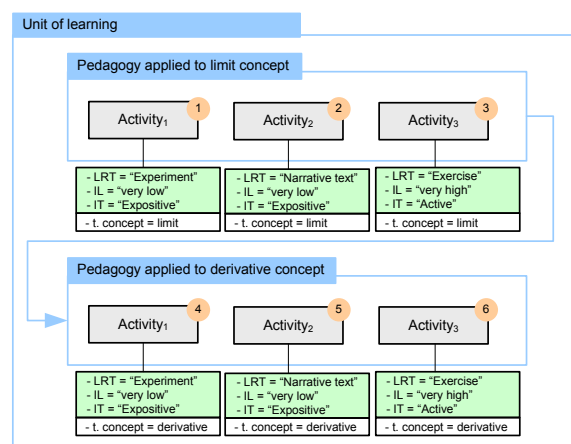 Unit of learning
Pedagogy applied to limit concept
1
2
3
Activity₁
Activity₂
Activity₃
- LRT = “Experiment”
- IL = “very low”
- IT = “Expositive”
- t. concept = limit
- LRT = “Narrative text”
- IL = “very low”
- IT = “Expositive”
- t. concept = limit
- LRT = “Exercise”
- IL = “very high”
- IT = “Active”
- t. concept = limit
Pedagogy applied to derivative concept
4
5
6
Activity₁
Activity₂
Activity₃
- LRT = “Experiment”
- IL = “very low”
- IT = “Expositive”
- t. concept = derivative
- LRT = “Narrative text”
- IL = “very low”
- IT = “Expositive”
- t. concept = derivative
- LRT = “Exercise”
- IL = “very high”
- IT = “Active”
- t. concept = derivative